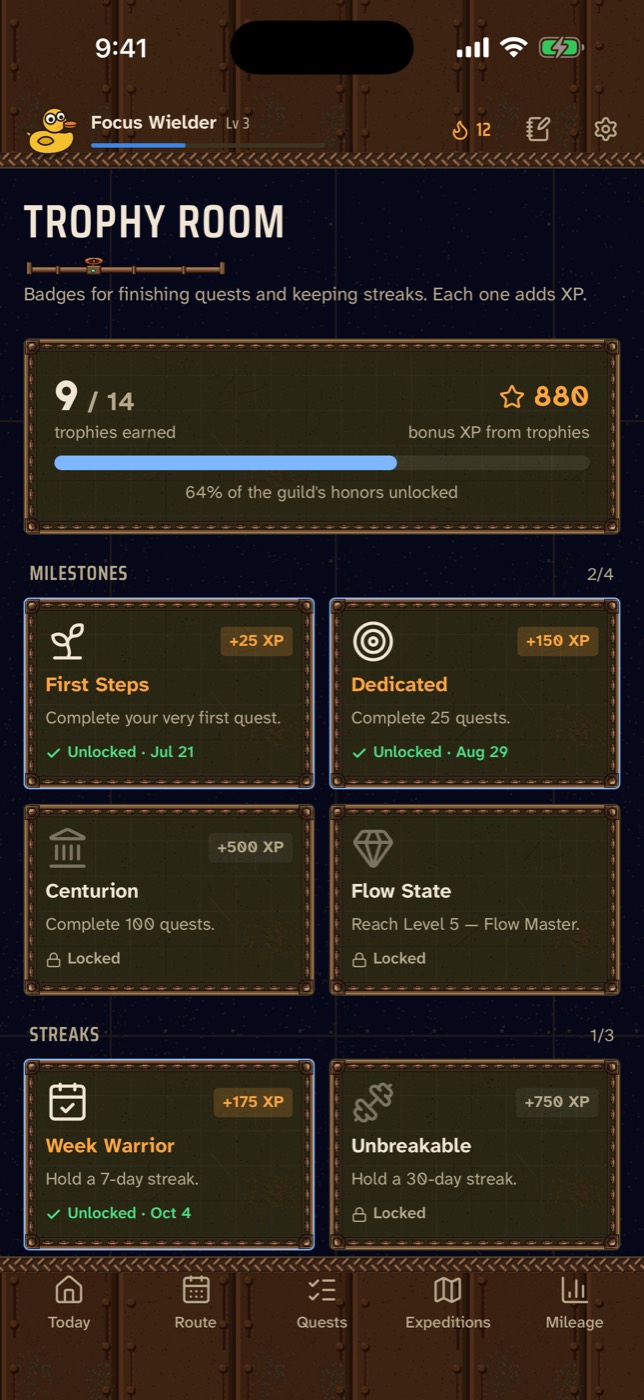 9:41
Focus Wielder Lv 3
12
TROPHY ROOM
Badges for finishing quests and keeping streaks. Each one adds XP.
9 / 14
880
trophies earned
bonus XP from trophies
64% of the guild's honors unlocked
MILESTONES
2/4
+25 XP
First Steps
Complete your very first quest.
Unlocked · Jul 21
+150 XP
Dedicated
Complete 25 quests.
Unlocked · Aug 29
+500 XP
Centurion
Complete 100 quests.
Locked
Flow State
Reach Level 5 — Flow Master.
Locked
STREAKS
1/3
+175 XP
Week Warrior
Hold a 7-day streak.
Unlocked · Oct 4
+750 XP
Unbreakable
Hold a 30-day streak.
Locked
Today
Route
Quests
Expeditions
Mileage